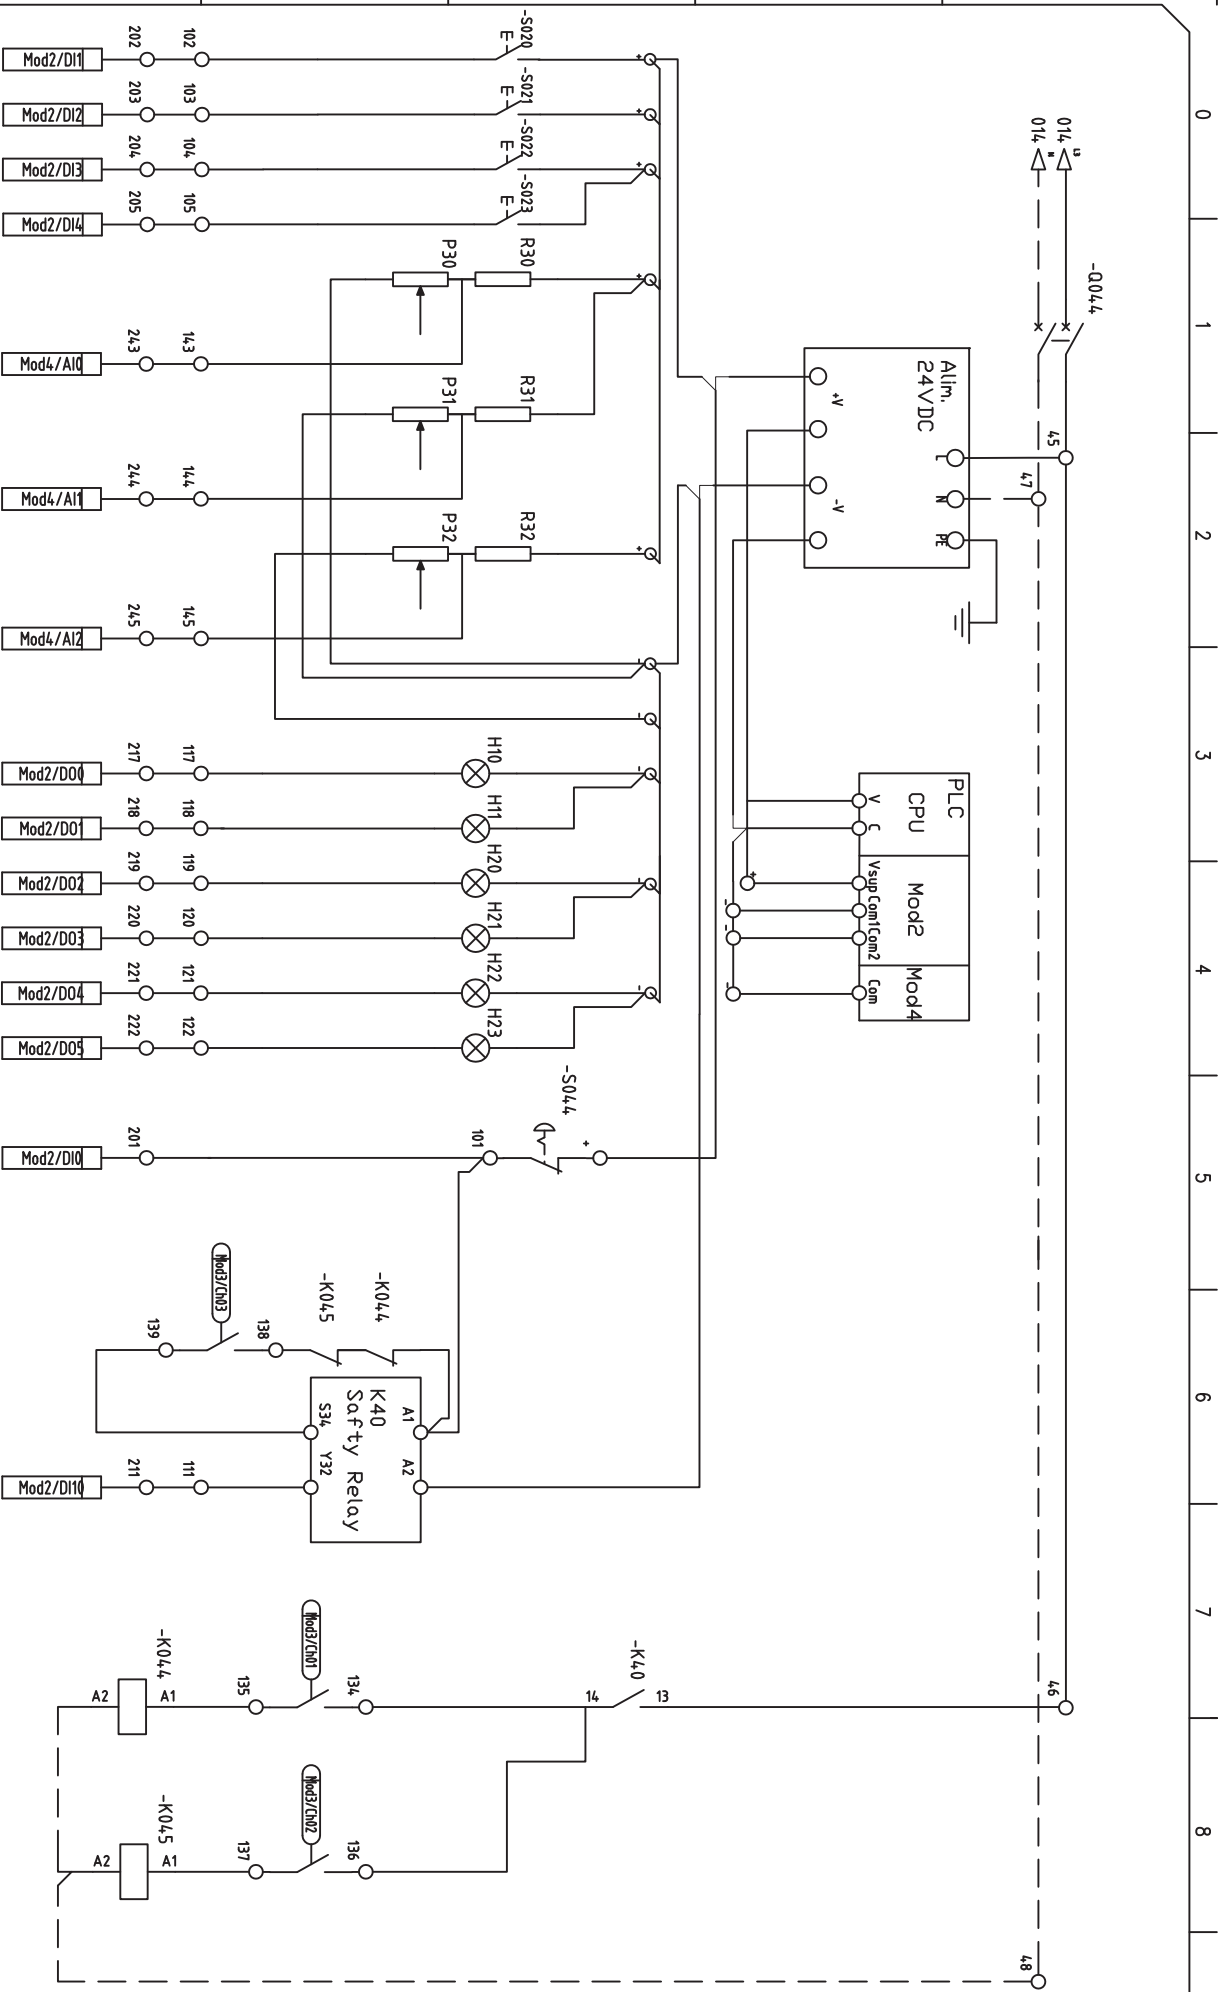 0
1
2
3
4
5
6
7
8
014
L3
014
N
-Q044
45
47
46
48
Alim.
24VDC
L
N
PE
+V
-V
PLC
CPU
Mod2
Mod4
V
C
Vsup
Com1
Com2
Com
+
-
-
-
+
+
+
+
+
-
-
-
-
-
-S020
E
-S021
E
-S022
E
-S023
E
R30
R31
R32
P30
P31
P32
H10
H11
H20
H21
H22
H23
-S044
+
101
-K044
-K045
138
Mod3/Ch03
139
K40
Safty Relay
A1
A2
S34
Y32
-K40
13
14
134
Mod3/Ch01
135
-K044
A1
A2
136
Mod3/Ch02
137
-K045
A1
A2
102
103
104
105
143
144
145
117
118
119
120
121
122
111
202
203
204
205
243
244
245
217
218
219
220
221
222
201
211
Mod2/DI1
Mod2/DI2
Mod2/DI3
Mod2/DI4
Mod4/AI0
Mod4/AI1
Mod4/AI2
Mod2/DO0
Mod2/DO1
Mod2/DO2
Mod2/DO3
Mod2/DO4
Mod2/DO5
Mod2/DI0
Mod2/DI10